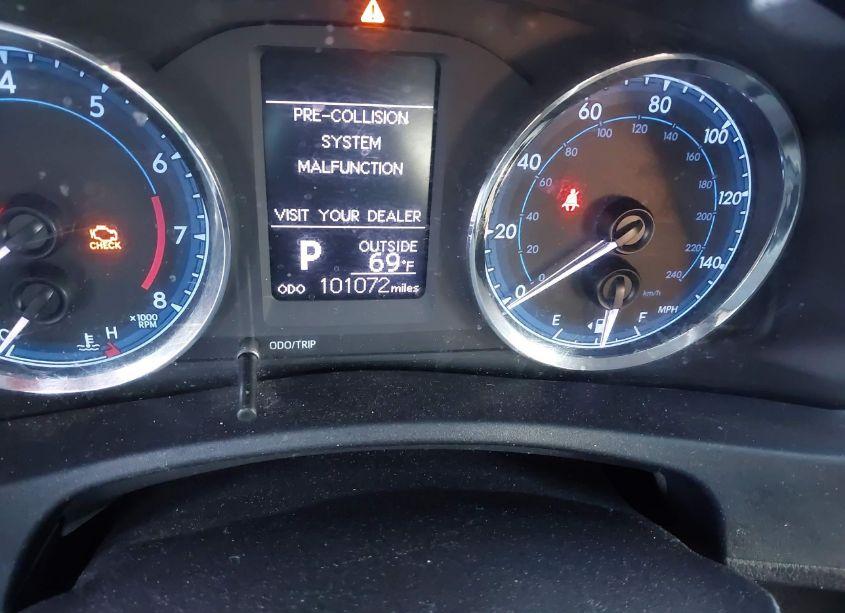 4
5
6
7
8
x1000
RPM
CHECK
C
H
PRE-COLLISION
SYSTEM
MALFUNCTION
VISIT YOUR DEALER
P
OUTSIDE
69°F
ODO 101072 miles
ODO/TRIP
0
20
40
60
80
100
120
140
MPH
0
20
40
60
80
100
120
140
160
180
200
220
240
km/h
E
F